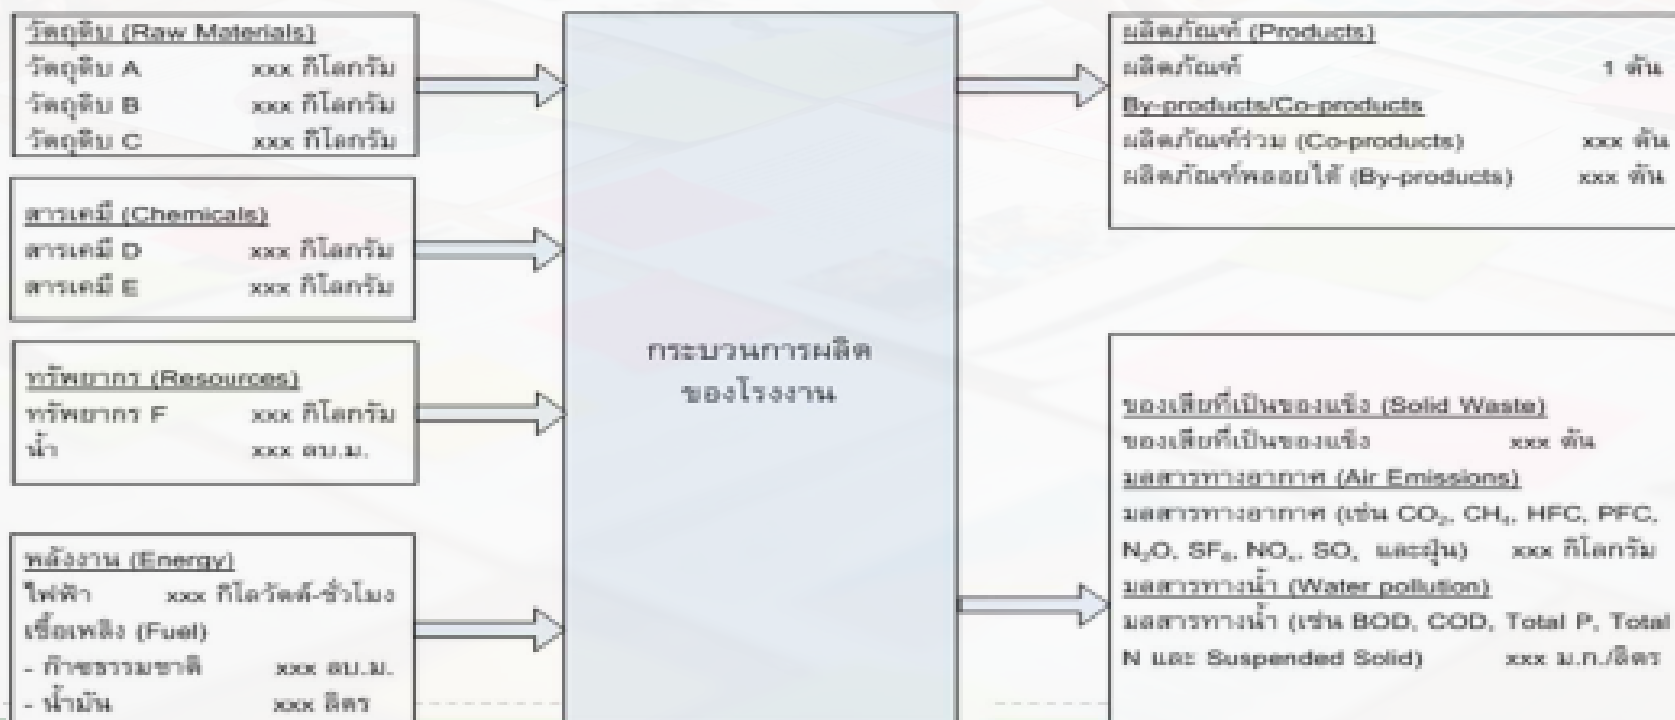 วัตถุดิบ (Raw Materials)
วัตถุดิบ A xxx กิโลกรัม
วัตถุดิบ B xxx กิโลกรัม
วัตถุดิบ C xxx กิโลกรัม
สารเคมี (Chemicals)
สารเคมี D xxx กิโลกรัม
สารเคมี E xxx กิโลกรัม
ทรัพยากร (Resources)
ทรัพยากร F xxx กิโลกรัม
น้ำ xxx ลบ.ม.
พลังงาน (Energy)
ไฟฟ้า xxx กิโลวัตต์-ชั่วโมง
เชื้อเพลิง (Fuel)
- ก๊าซธรรมชาติ xxx ลบ.ม.
- น้ำมัน xxx ลิตร
กระบวนการผลิต
ของโรงงาน
ผลิตภัณฑ์ (Products)
ผลิตภัณฑ์ 1 ตัน
By-products/Co-products
ผลิตภัณฑ์ร่วม (Co-products) xxx ตัน
ผลิตภัณฑ์พลอยได้ (By-products) xxx ตัน
ของเสียที่เป็นของแข็ง (Solid Waste)
ของเสียที่เป็นของแข็ง xxx ตัน
มลสารทางอากาศ (Air Emissions)
มลสารทางอากาศ (เช่น CO₂, CH₄, HFC, PFC,
N₂O, SF₆, NOₓ, SOₓ และฝุ่น) xxx กิโลกรัม
มลสารทางน้ำ (Water pollution)
มลสารทางน้ำ (เช่น BOD, COD, Total P, Total
N และ Suspended Solid) xxx ม.ก./ลิตร